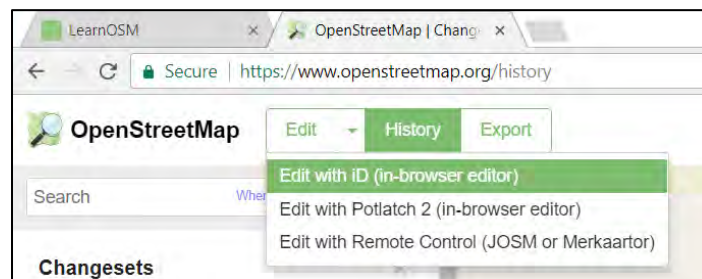 LearnOSM × OpenStreetMap | Chang ×
Secure | https://www.openstreetmap.org/history
OpenStreetMap Edit History Export
Edit with iD (in-browser editor)
Search Wher
Edit with Potlatch 2 (in-browser editor)
Edit with Remote Control (JOSM or Merkaartor)
Changesets